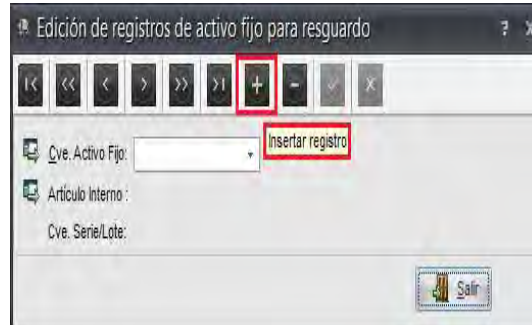 Edición de registros de activo fijo para resguardo ?
Insertar registro
Cve. Activo Fijo:
Artículo Interno :
Cve. Serie/Lote:
Salir